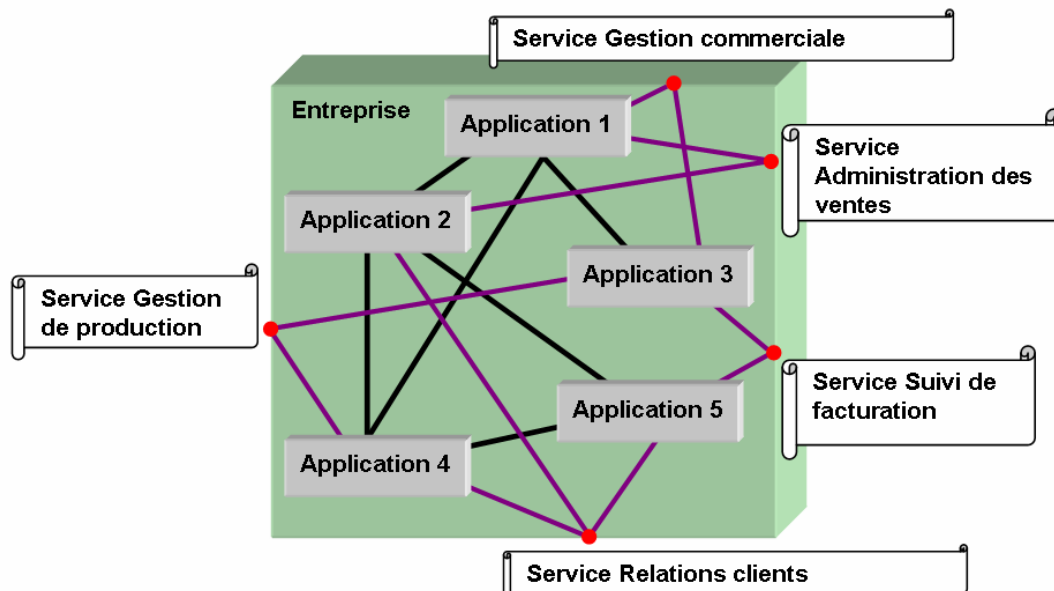 Service Gestion commerciale
Entreprise
Application 1
Service
Administration des
ventes
Application 2
Application 3
Service Gestion
de production
Service Suivi de
facturation
Application 5
Application 4
Service Relations clients